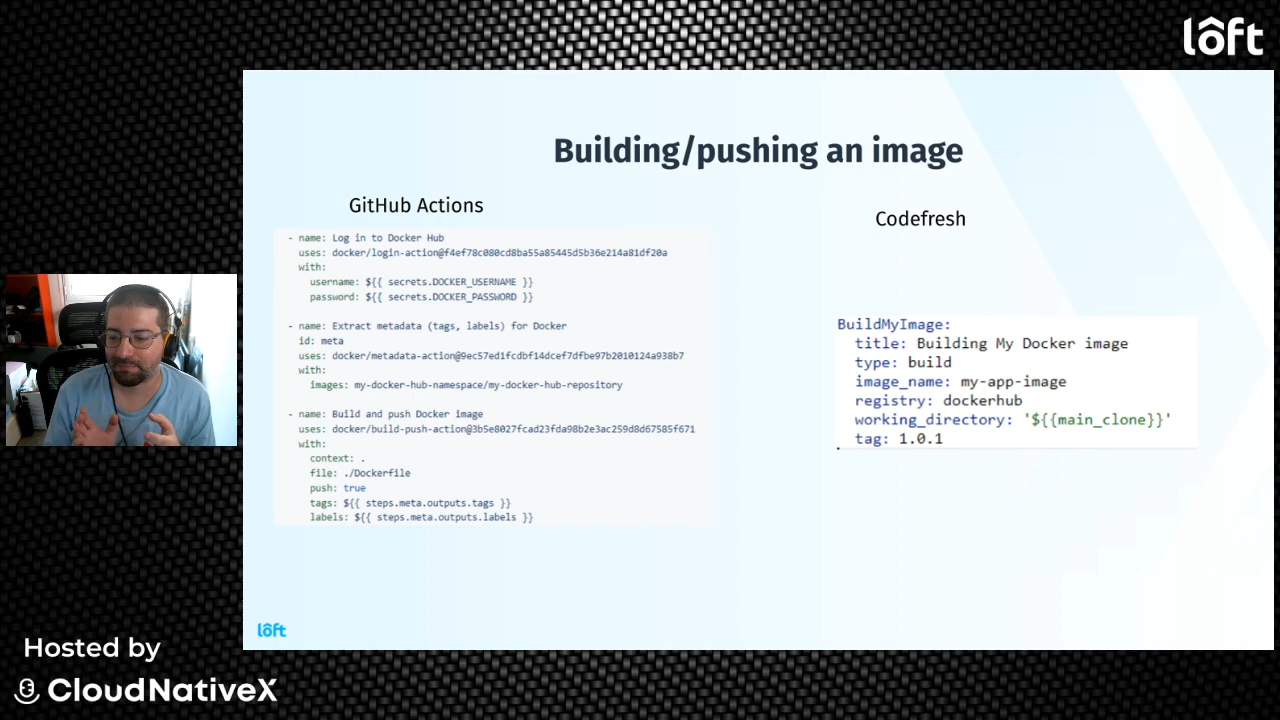 lôft
Building/pushing an image
GitHub Actions
- name: Log in to Docker Hub
uses: docker/login-action@f4ef78c080cd8ba55a85445d5b36e214a81df20a
with:
username: ${{ secrets.DOCKER_USERNAME }}
password: ${{ secrets.DOCKER_PASSWORD }}
- name: Extract metadata (tags, labels) for Docker
id: meta
uses: docker/metadata-action@9ec57ed1fcdbf14dcef7dfbe97b2010124a938b7
with:
images: my-docker-hub-namespace/my-docker-hub-repository
- name: Build and push Docker image
uses: docker/build-push-action@3b5e8027fcad23fda98b2e3ac259d8d67585f671
with:
context: .
file: ./Dockerfile
push: true
tags: ${{ steps.meta.outputs.tags }}
labels: ${{ steps.meta.outputs.labels }}
Codefresh
BuildMyImage:
title: Building My Docker image
type: build
image_name: my-app-image
registry: dockerhub
working_directory: '${{main_clone}}'
tag: 1.0.1
lôft
Hosted by
CloudNativeX